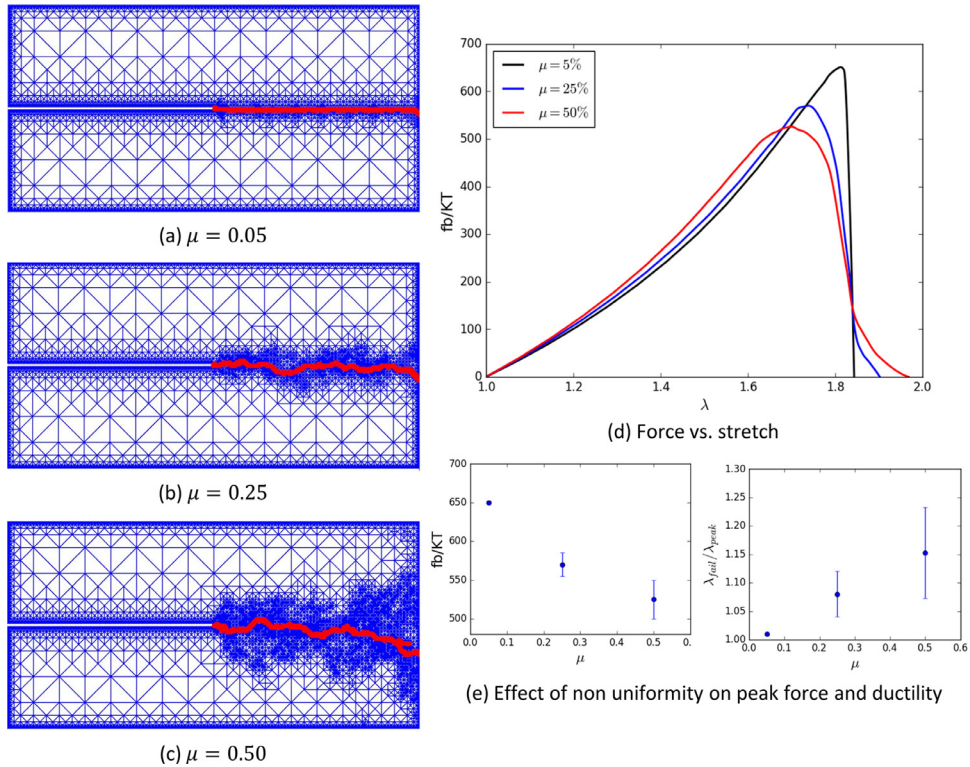 (a) μ = 0.05
(b) μ = 0.25
(c) μ = 0.50
700
600
500
400
300
200
100
0
fb/KT
μ = 5%
μ = 25%
μ = 50%
1.0 1.2 1.4 1.6 1.8 2.0
λ
(d) Force vs. stretch
700
650
600
550
500
fb/KT
0.0 0.1 0.2 0.3 0.4 0.5 0.
μ
1.30
1.25
1.20
1.15
1.10
1.05
1.00
λfail/λpeak
0.0 0.1 0.2 0.3 0.4 0.5 0.6
μ
(e) Effect of non uniformity on peak force and ductility